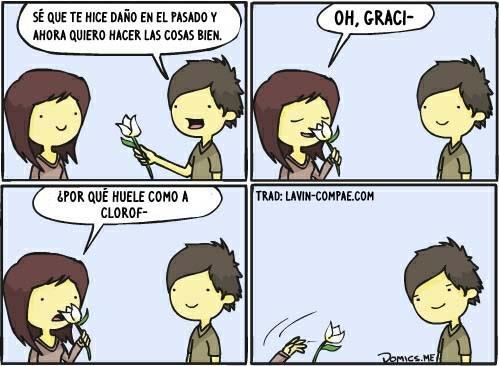 SÉ QUE TE HICE DAÑO EN EL PASADO Y
AHORA QUIERO HACER LAS COSAS BIEN.
OH, GRACI-
¿POR QUÉ HUELE COMO A
CLOROF-
TRAD: LAVIN-COMPAE.COM
DOMICS.ME